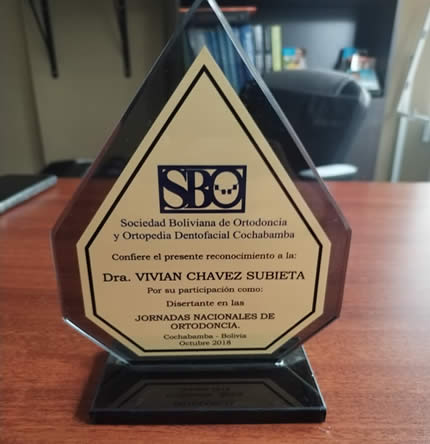 SBO
Sociedad Boliviana de Ortodoncia
y Ortopedia Dentofacial Cochabamba
Confiere el presente reconocimiento a la:
Dra. VIVIAN CHAVEZ SUBIETA
Por su participación como:
Disertante en las
JORNADAS NACIONALES DE
ORTODONCIA.
Cochabamba - Bolivia
Octubre 2018